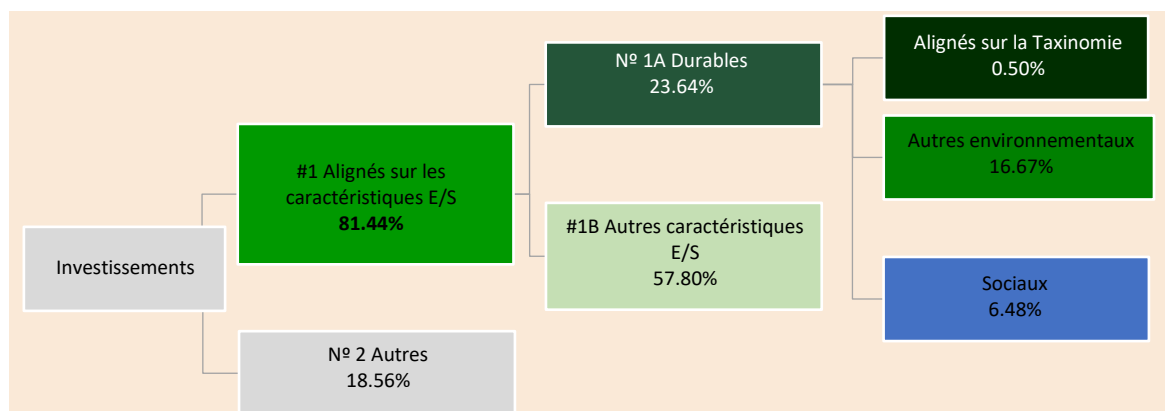 Investissements
#1 Alignés sur les
caractéristiques E/S
81.44%
Nº 2 Autres
18.56%
Nº 1A Durables
23.64%
#1B Autres caractéristiques
E/S
57.80%
Alignés sur la Taxinomie
0.50%
Autres environnementaux
16.67%
Sociaux
6.48%